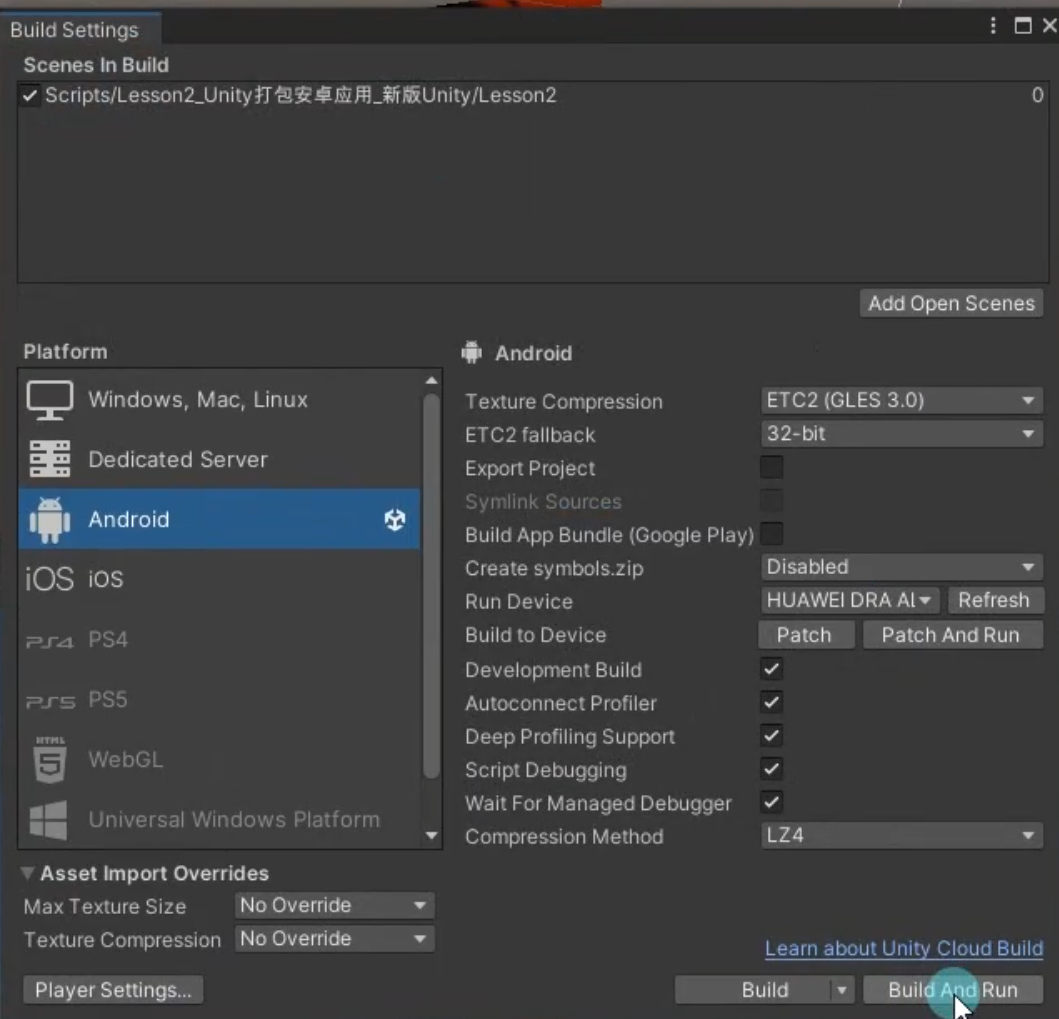 Build Settings
Scenes In Build
Scripts/Lesson2_Unity打包安卓应用_新版Unity/Lesson2 0
Add Open Scenes
Platform
Windows, Mac, Linux
Dedicated Server
Android
iOS iOS
PS4 PS4
PS5 PS5
HTML 5 WebGL
Universal Windows Platform
Android
Texture Compression ETC2 (GLES 3.0)
ETC2 fallback 32-bit
Export Project
Symlink Sources
Build App Bundle (Google Play)
Create symbols.zip Disabled
Run Device HUAWEI DRA AL Refresh
Build to Device Patch Patch And Run
Development Build
Autoconnect Profiler
Deep Profiling Support
Script Debugging
Wait For Managed Debugger
Compression Method LZ4
Asset Import Overrides
Max Texture Size No Override
Texture Compression No Override
Learn about Unity Cloud Build
Player Settings... Build Build And Run